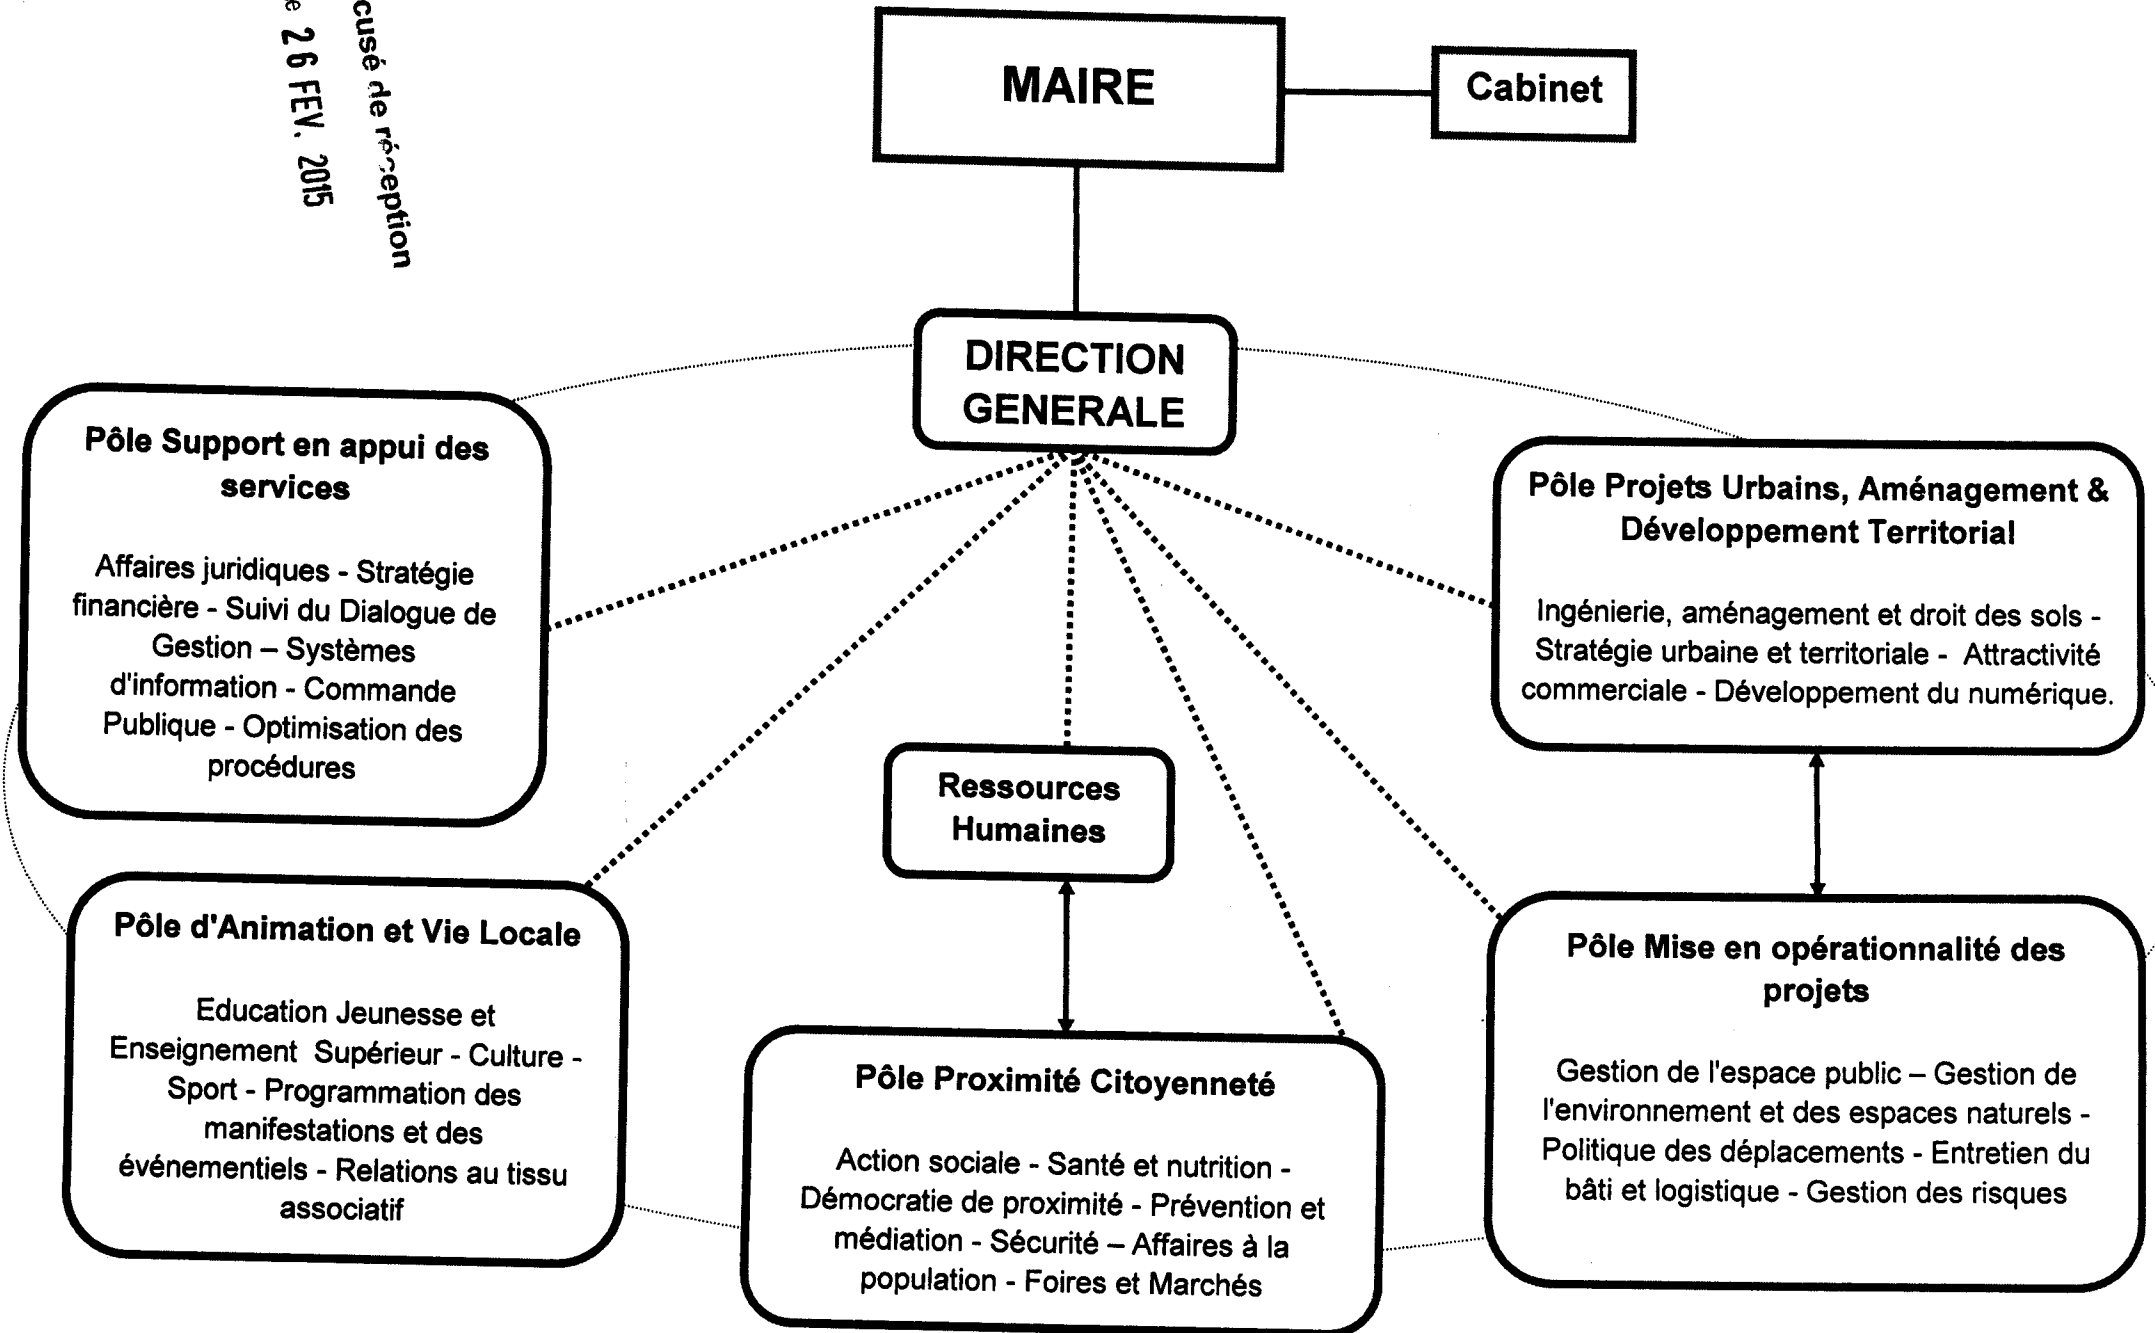 cusé de réception
e 26 FEV. 2015
MAIRE
Cabinet
DIRECTION
GENERALE
Pôle Support en appui des
services
Affaires juridiques - Stratégie
financière - Suivi du Dialogue de
Gestion – Systèmes
d'information - Commande
Publique - Optimisation des
procédures
Pôle Projets Urbains, Aménagement &
Développement Territorial
Ingénierie, aménagement et droit des sols -
Stratégie urbaine et territoriale - Attractivité
commerciale - Développement du numérique.
Ressources
Humaines
Pôle d'Animation et Vie Locale
Education Jeunesse et
Enseignement Supérieur - Culture -
Sport - Programmation des
manifestations et des
événementiels - Relations au tissu
associatif
Pôle Proximité Citoyenneté
Action sociale - Santé et nutrition -
Démocratie de proximité - Prévention et
médiation - Sécurité – Affaires à la
population - Foires et Marchés
Pôle Mise en opérationnalité des
projets
Gestion de l'espace public – Gestion de
l'environnement et des espaces naturels -
Politique des déplacements - Entretien du
bâti et logistique - Gestion des risques